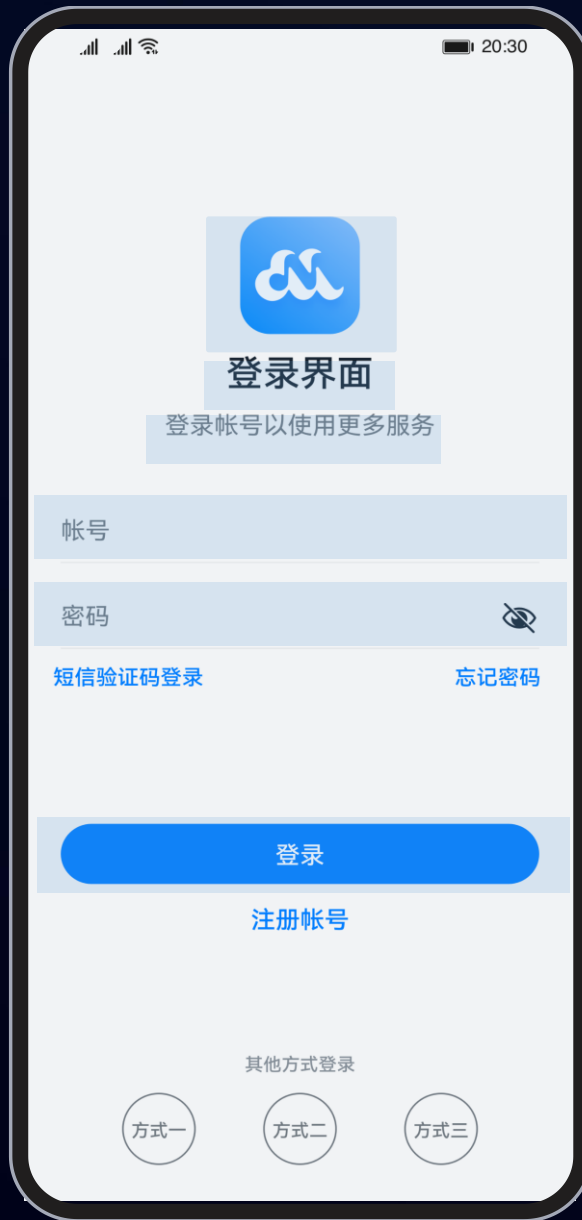 20:30
登录界面
登录帐号以使用更多服务
帐号
密码
短信验证码登录 忘记密码
登录
注册帐号
其他方式登录
方式一 方式二 方式三